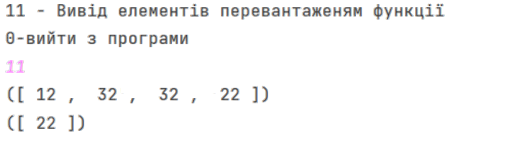 11 - Вивід елементів перевантаженям функції
0-вийти з програми
11
([ 12 ,  32 ,  32 ,  22 ])
([ 22 ])